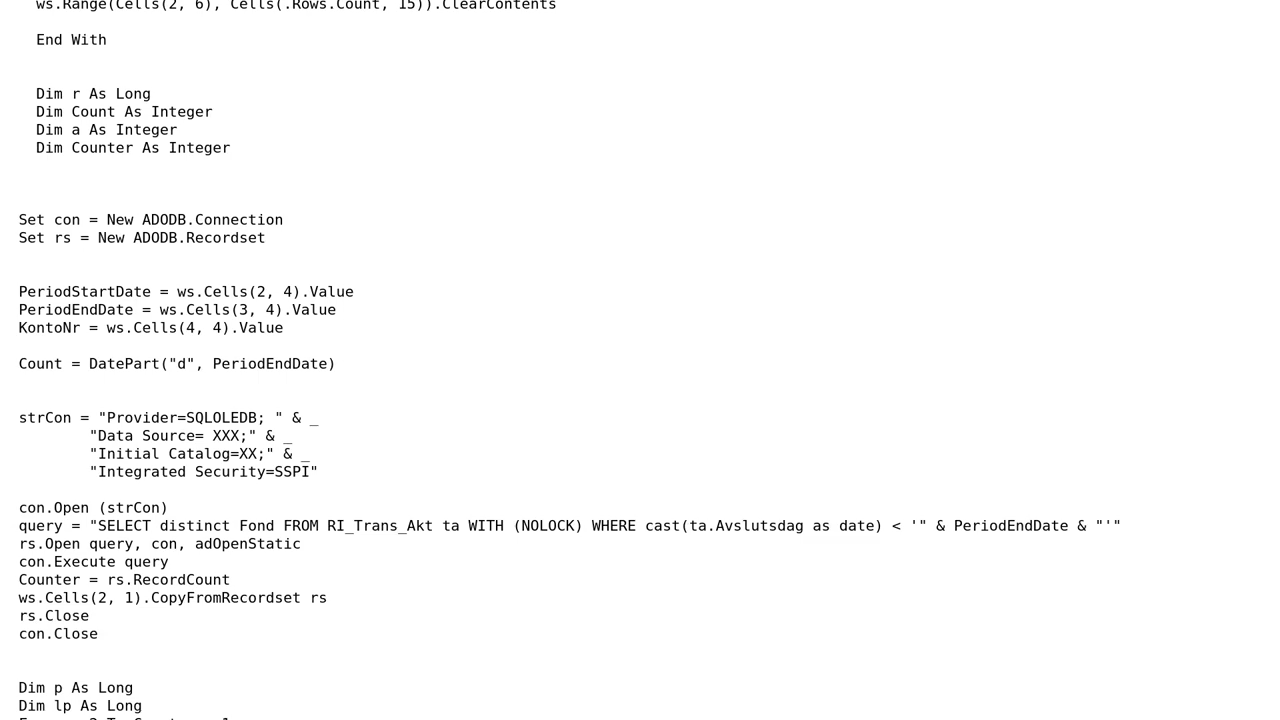 ws.Range(Cells(2, 6), Cells(.Rows.Count, 15)).ClearContents
End With
Dim r As Long
Dim Count As Integer
Dim a As Integer
Dim Counter As Integer
Set con = New ADODB.Connection
Set rs = New ADODB.Recordset
PeriodStartDate = ws.Cells(2, 4).Value
PeriodEndDate = ws.Cells(3, 4).Value
KontoNr = ws.Cells(4, 4).Value
Count = DatePart("d", PeriodEndDate)
strCon = "Provider=SQLOLEDB; " & _
"Data Source= XXX;" & _
"Initial Catalog=XX;" & _
"Integrated Security=SSPI"
con.Open (strCon)
query = "SELECT distinct Fond FROM RI_Trans_Akt ta WITH (NOLOCK) WHERE cast(ta.Avslutsdag as date) < '" & PeriodEndDate & "'"
rs.Open query, con, adOpenStatic
con.Execute query
Counter = rs.RecordCount
ws.Cells(2, 1).CopyFromRecordset rs
rs.Close
con.Close
Dim p As Long
Dim lp As Long